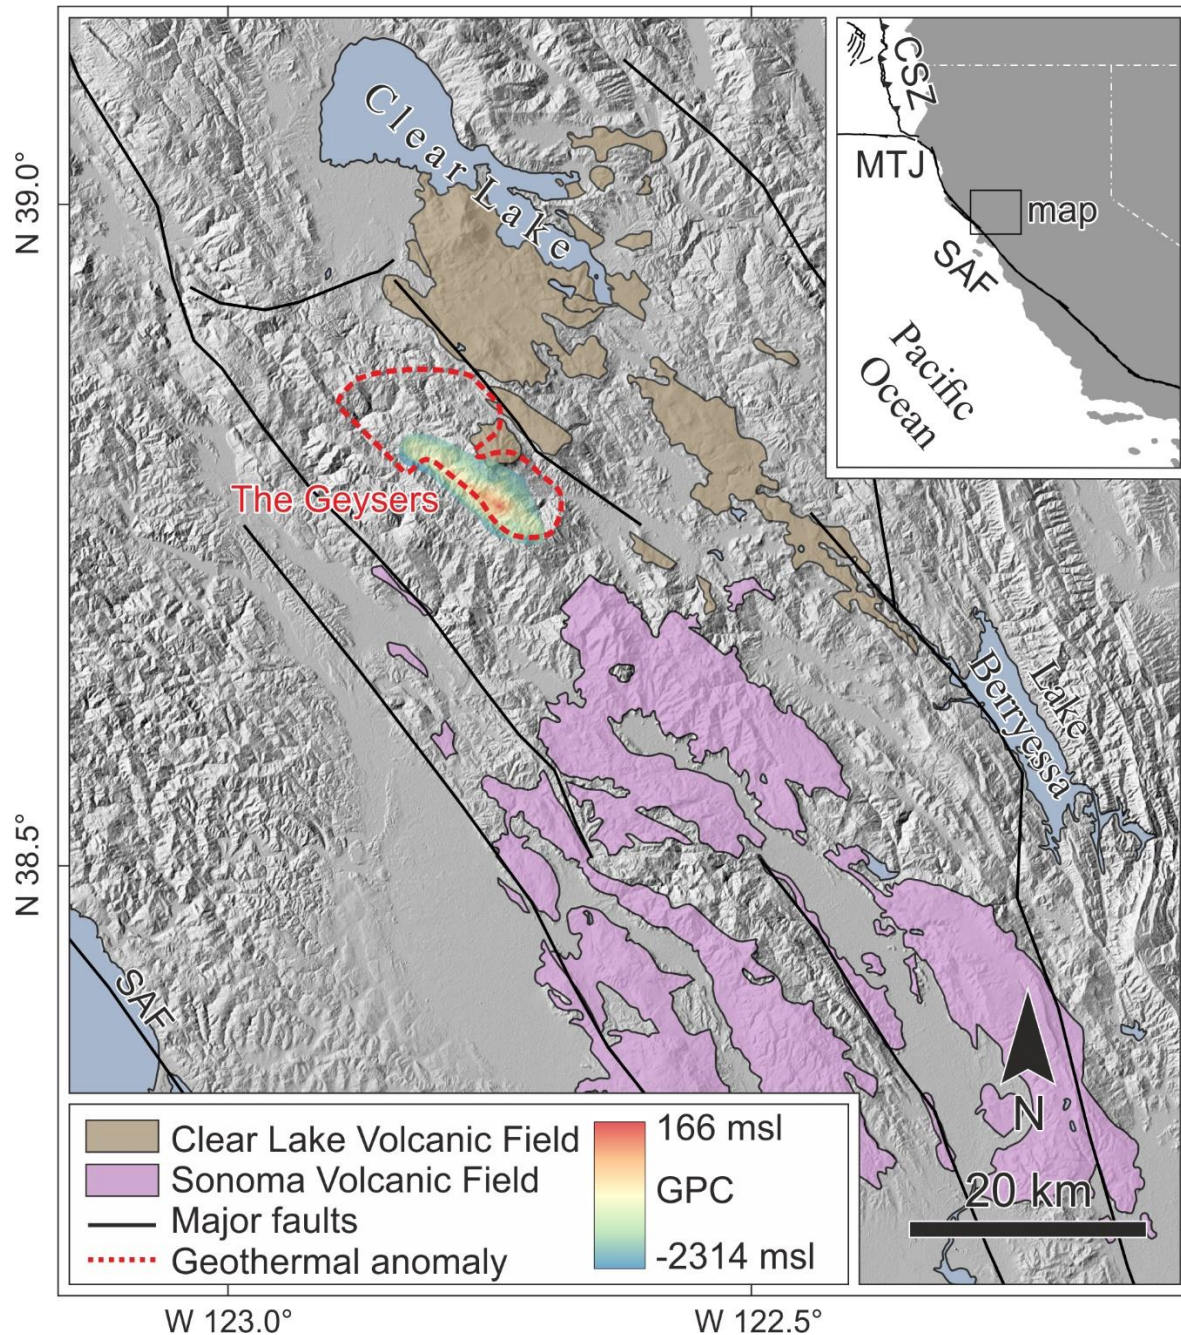 Clear Lake
CSZ
MTJ
map
SAF
Pacific
Ocean
N 39.0°
The Geysers
Lake
Berryessa
N 38.5°
SAF
N
20 km
Clear Lake Volcanic Field
Sonoma Volcanic Field
Major faults
Geothermal anomaly
166 msl
GPC
-2314 msl
W 123.0°
W 122.5°